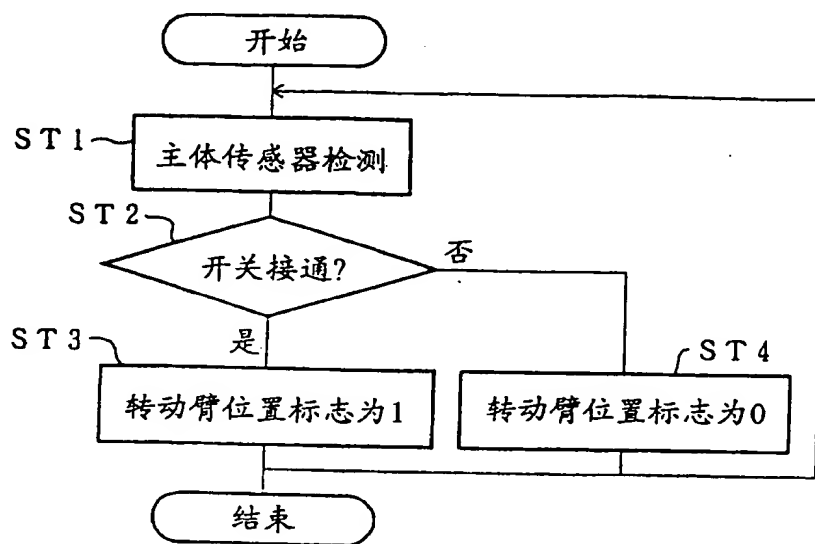 开始
ST1
主体传感器检测
ST2
开关接通?
否
是
ST3
转动臂位置标志为1
ST4
转动臂位置标志为0
结束